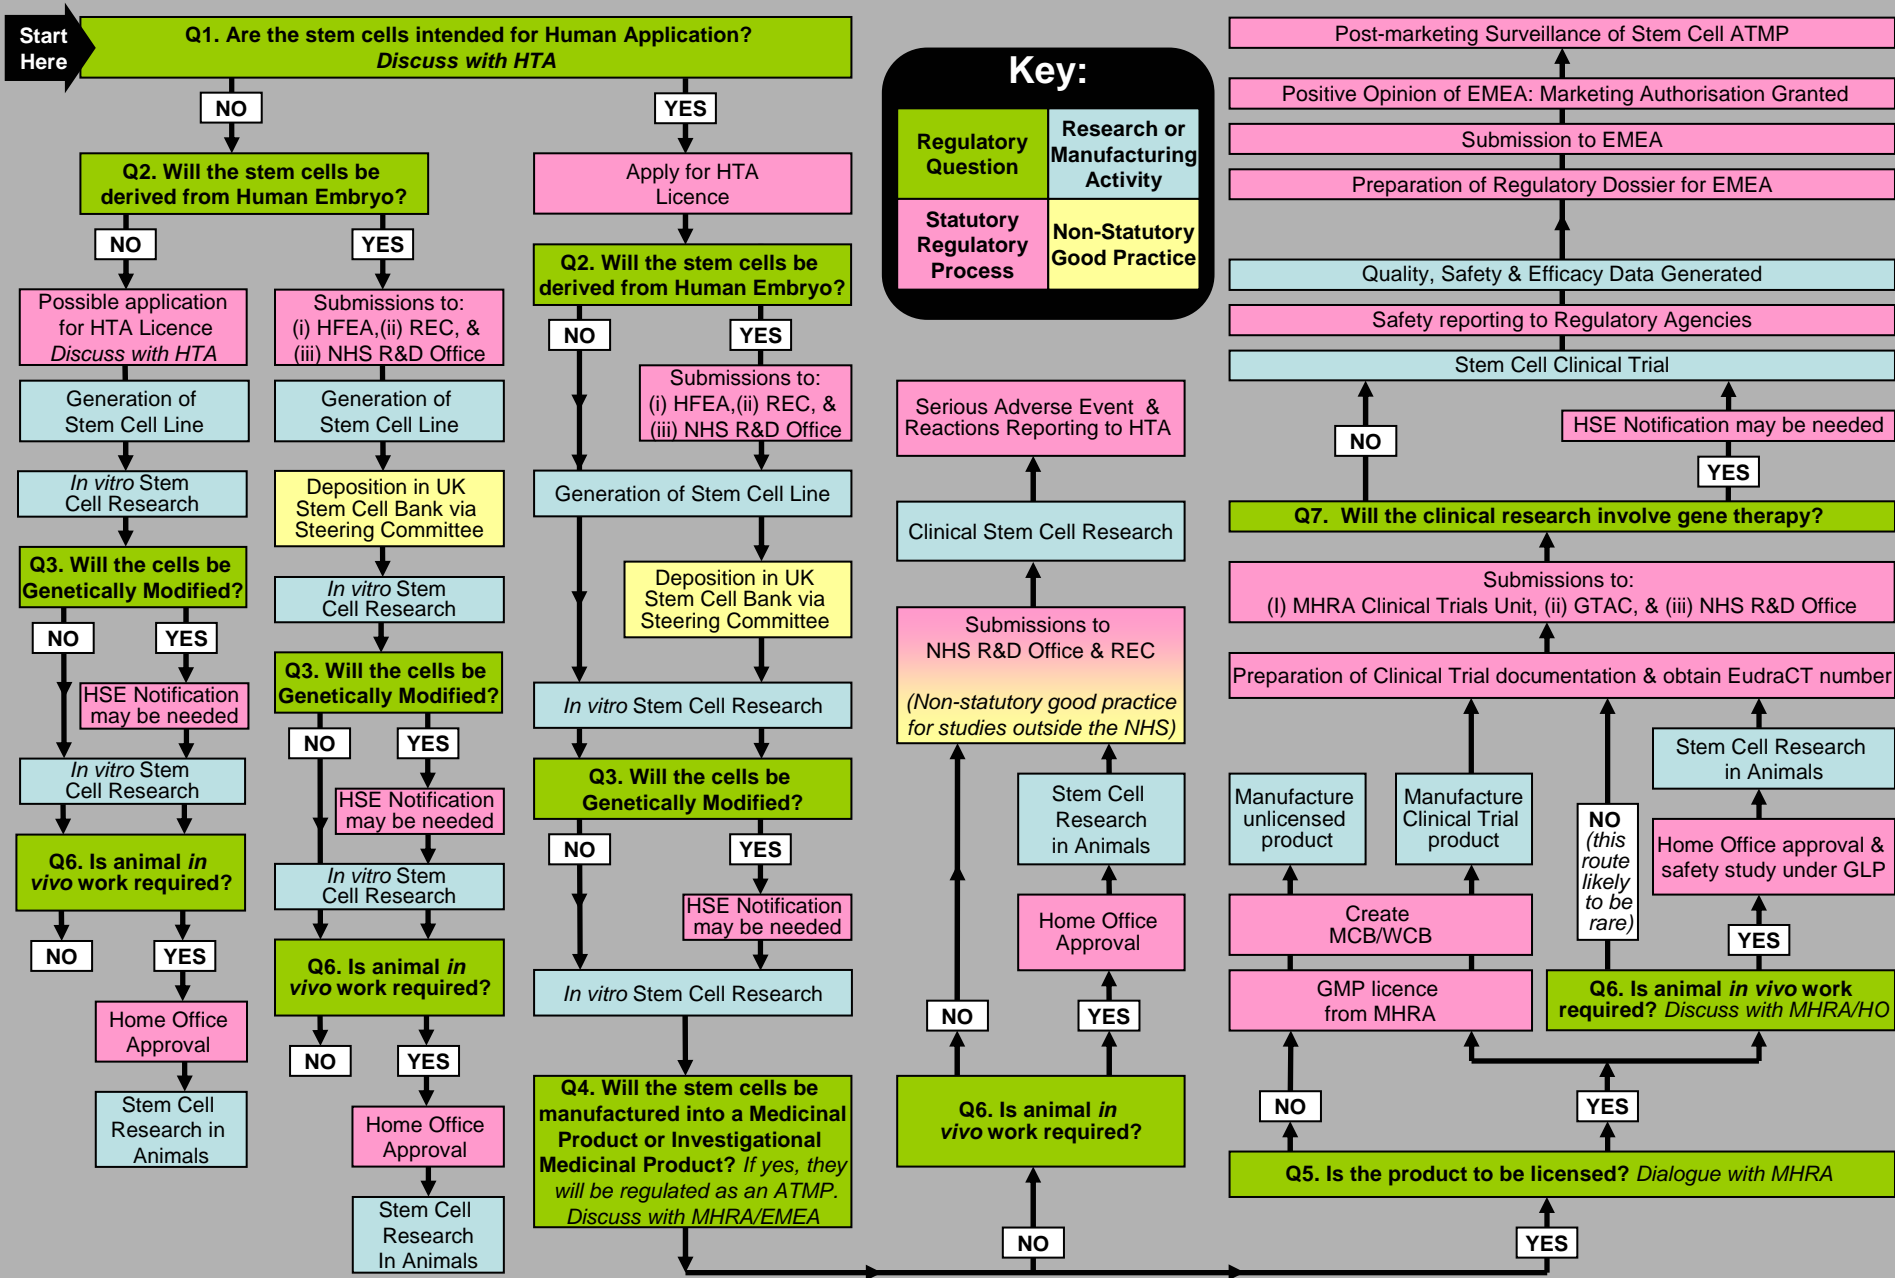 Start
Here
Q1. Are the stem cells intended for Human Application?
Discuss with HTA
NO
YES
Q2. Will the stem cells be
derived from Human Embryo?
NO
YES
Possible application
for HTA Licence
Discuss with HTA
Generation of
Stem Cell Line
In vitro Stem
Cell Research
Q3. Will the cells be
Genetically Modified?
NO
YES
HSE Notification
may be needed
In vitro Stem
Cell Research
Q6. Is animal in
vivo work required?
NO
YES
Home Office
Approval
Stem Cell
Research in
Animals
Submissions to:
(i) HFEA,(ii) REC, &
(iii) NHS R&D Office
Generation of
Stem Cell Line
Deposition in UK
Stem Cell Bank via
Steering Committee
In vitro Stem
Cell Research
Q3. Will the cells be
Genetically Modified?
NO
YES
HSE Notification
may be needed
In vitro Stem
Cell Research
Q6. Is animal in
vivo work required?
NO
YES
Home Office
Approval
Stem Cell
Research
In Animals
Apply for HTA
Licence
Q2. Will the stem cells be
derived from Human Embryo?
NO
YES
Submissions to:
(i) HFEA,(ii) REC, &
(iii) NHS R&D Office
Generation of Stem Cell Line
Deposition in UK
Stem Cell Bank via
Steering Committee
In vitro Stem Cell Research
Q3. Will the cells be
Genetically Modified?
NO
YES
HSE Notification
may be needed
In vitro Stem Cell Research
Q4. Will the stem cells be
manufactured into a Medicinal
Product or Investigational
Medicinal Product? If yes, they
will be regulated as an ATMP.
Discuss with MHRA/EMEA
Key:
Regulatory
Question
Research or
Manufacturing
Activity
Statutory
Regulatory
Process
Non-Statutory
Good Practice
Serious Adverse Event &
Reactions Reporting to HTA
Clinical Stem Cell Research
Submissions to
NHS R&D Office & REC
(Non-statutory good practice
for studies outside the NHS)
Stem Cell
Research
in Animals
Home Office
Approval
NO
YES
Q6. Is animal in
vivo work required?
NO
Post-marketing Surveillance of Stem Cell ATMP
Positive Opinion of EMEA: Marketing Authorisation Granted
Submission to EMEA
Preparation of Regulatory Dossier for EMEA
Quality, Safety & Efficacy Data Generated
Safety reporting to Regulatory Agencies
Stem Cell Clinical Trial
HSE Notification may be needed
NO
YES
Q7. Will the clinical research involve gene therapy?
Submissions to:
(I) MHRA Clinical Trials Unit, (ii) GTAC, & (iii) NHS R&D Office
Preparation of Clinical Trial documentation & obtain EudraCT number
Stem Cell Research
in Animals
Manufacture
unlicensed
product
Manufacture
Clinical Trial
product
NO
(this
route
likely
to be
rare)
Home Office approval &
safety study under GLP
Create
MCB/WCB
YES
GMP licence
from MHRA
Q6. Is animal in vivo work
required? Discuss with MHRA/HO
NO
YES
Q5. Is the product to be licensed? Dialogue with MHRA
YES